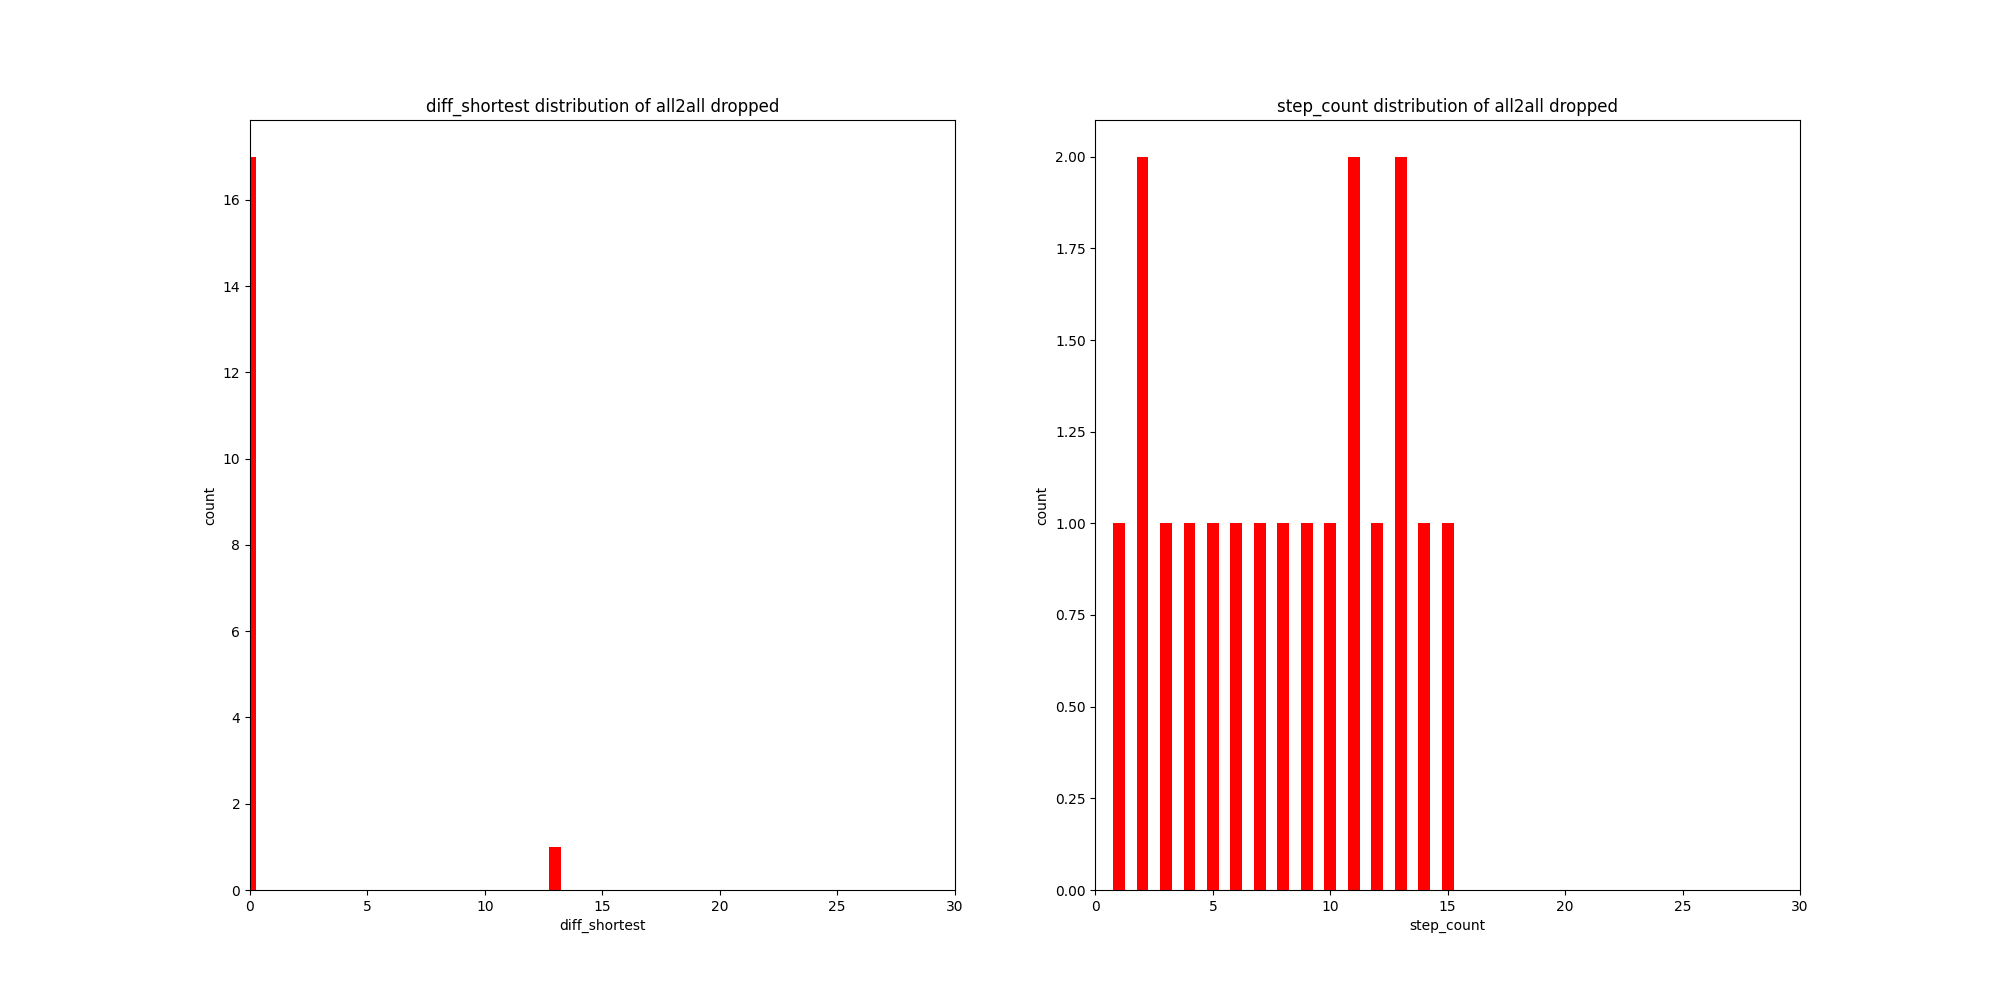 diff_shortest distribution of all2all dropped
16
14
12
10
8
6
4
2
0
count
0 5 10 15 20 25 30
diff_shortest
step_count distribution of all2all dropped
2.00
1.75
1.50
1.25
1.00
0.75
0.50
0.25
0.00
count
0 5 10 15 20 25 30
step_count